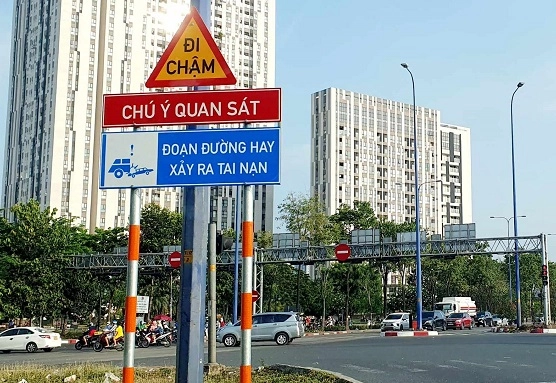 ĐI
CHẬM
CHÚ Ý QUAN SÁT
ĐOẠN ĐƯỜNG HAY
XẢY RA TAI NẠN